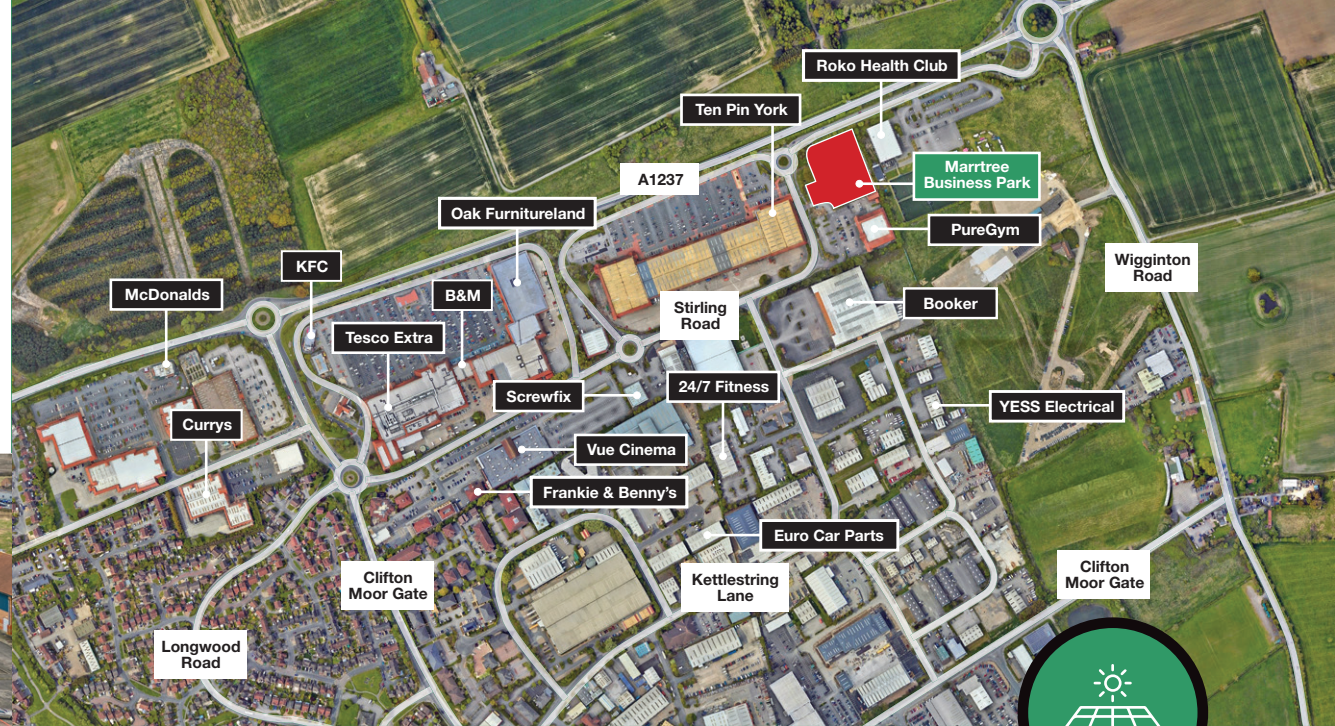 Roko Health Club
Ten Pin York
A1237
Marrtree
Business Park
Oak Furnitureland
PureGym
KFC
Wigginton
Road
McDonalds
B&M
Booker
Stirling
Road
Tesco Extra
24/7 Fitness
Screwfix
YESS Electrical
Currys
Vue Cinema
Frankie & Benny's
Euro Car Parts
Clifton
Moor Gate
Kettlestring
Lane
Clifton
Moor Gate
Longwood
Road